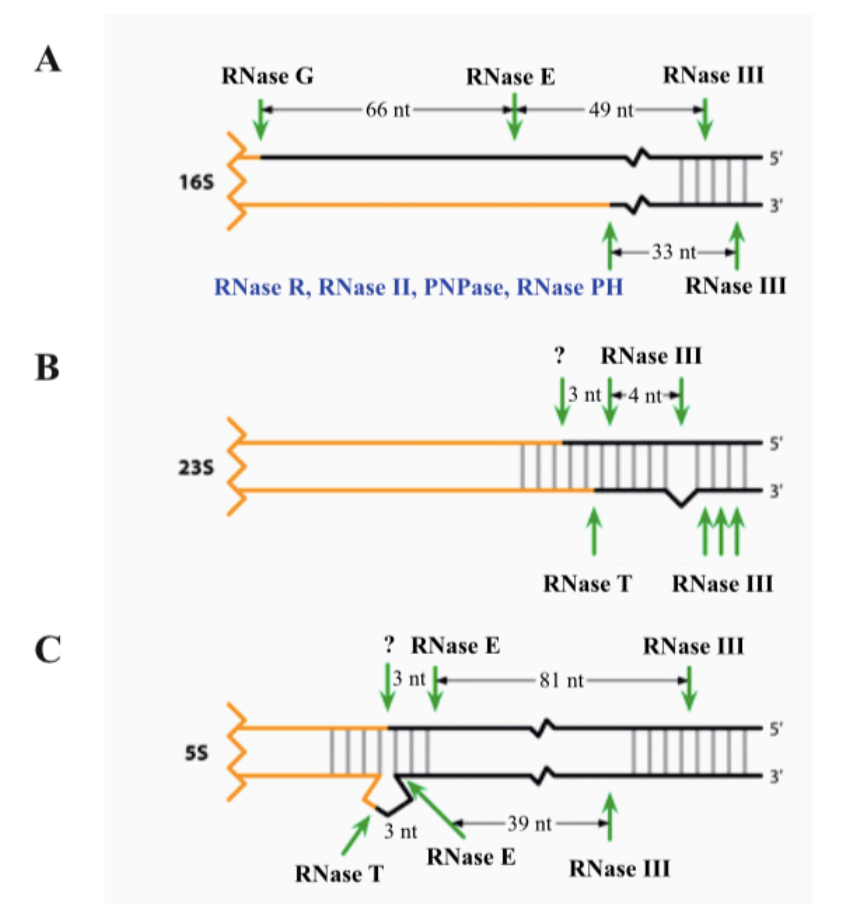 A
RNase G RNase E RNase III
66 nt 49 nt
5'
16S
3'
33 nt
RNase R, RNase II, PNPase, RNase PH RNase III
B
? RNase III
3 nt 4 nt
5'
23S
3'
RNase T RNase III
C
? RNase E RNase III
3 nt 81 nt
5'
5S
3'
3 nt 39 nt
RNase T RNase E RNase III